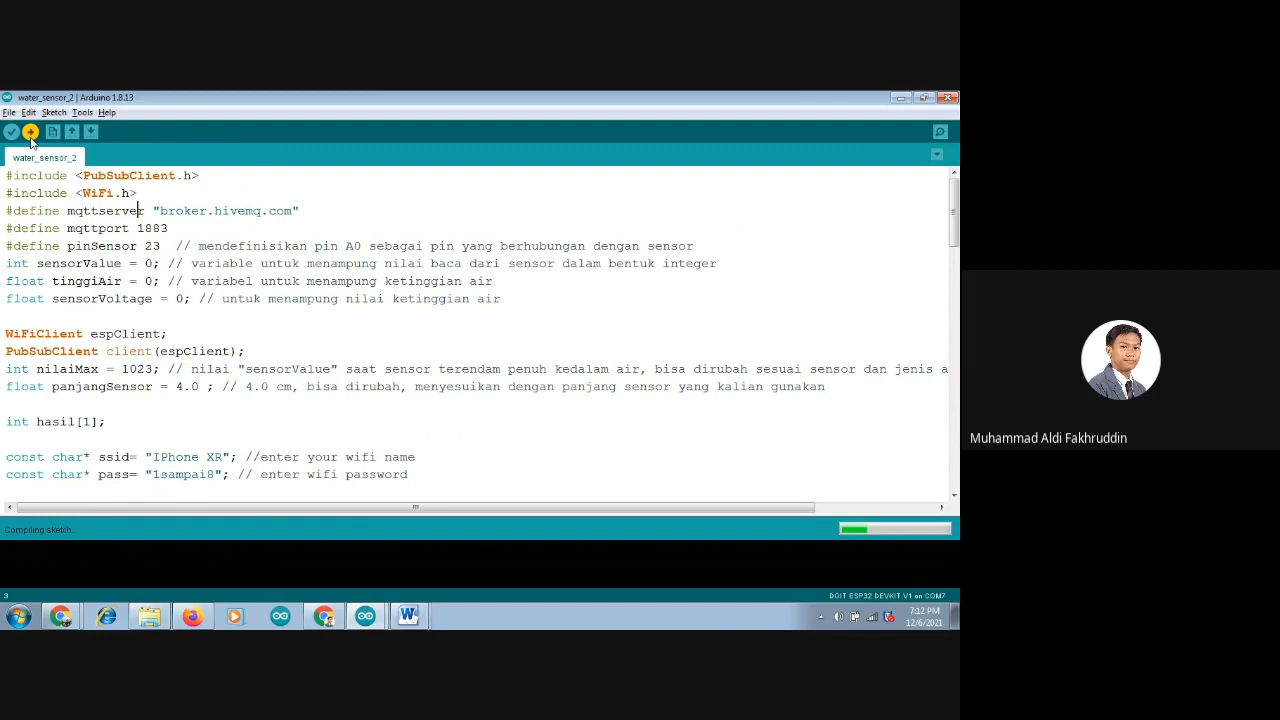 water_sensor_2 | Arduino 1.8.13
File Edit Sketch Tools Help
water_sensor_2
#include <PubSubClient.h>
#include <WiFi.h>
#define mqttserver "broker.hivemq.com"
#define mqttport 1883
#define pinSensor 23  // mendefinisikan pin A0 sebagai pin yang berhubungan dengan sensor
int sensorValue = 0; // variable untuk menampung nilai baca dari sensor dalam bentuk integer
float tinggiAir = 0; // variabel untuk menampung ketinggian air
float sensorVoltage = 0; // untuk menampung nilai ketinggian air
WiFiClient espClient;
PubSubClient client(espClient);
int nilaiMax = 1023; // nilai "sensorValue" saat sensor terendam penuh kedalam air, bisa dirubah sesuai sensor dan jenis a
float panjangSensor = 4.0 ; // 4.0 cm, bisa dirubah, menyesuikan dengan panjang sensor yang kalian gunakan
int hasil[1];
const char* ssid= "IPhone XR"; //enter your wifi name
const char* pass= "1sampai8"; // enter wifi password
Compiling sketch...
3
DOIT ESP32 DEVKIT V1 on COM7
7:12 PM
12/6/2021
Muhammad Aldi Fakhruddin